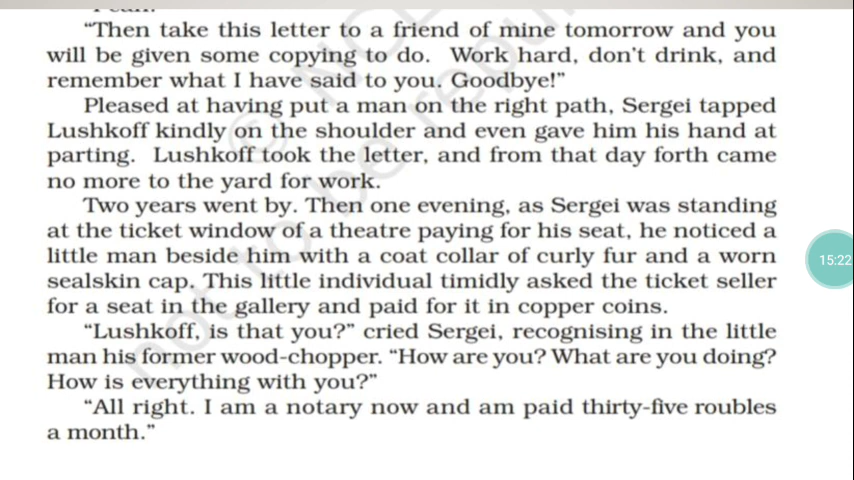 "Then take this letter to a friend of mine tomorrow and you
will be given some copying to do. Work hard, don't drink, and
remember what I have said to you. Goodbye!"
Pleased at having put a man on the right path, Sergei tapped
Lushkoff kindly on the shoulder and even gave him his hand at
parting. Lushkoff took the letter, and from that day forth came
no more to the yard for work.
Two years went by. Then one evening, as Sergei was standing
at the ticket window of a theatre paying for his seat, he noticed a
little man beside him with a coat collar of curly fur and a worn
sealskin cap. This little individual timidly asked the ticket seller
for a seat in the gallery and paid for it in copper coins.
"Lushkoff, is that you?" cried Sergei, recognising in the little
man his former wood-chopper. "How are you? What are you doing?
How is everything with you?"
"All right. I am a notary now and am paid thirty-five roubles
a month."
15:22
not to be republ
© NCE